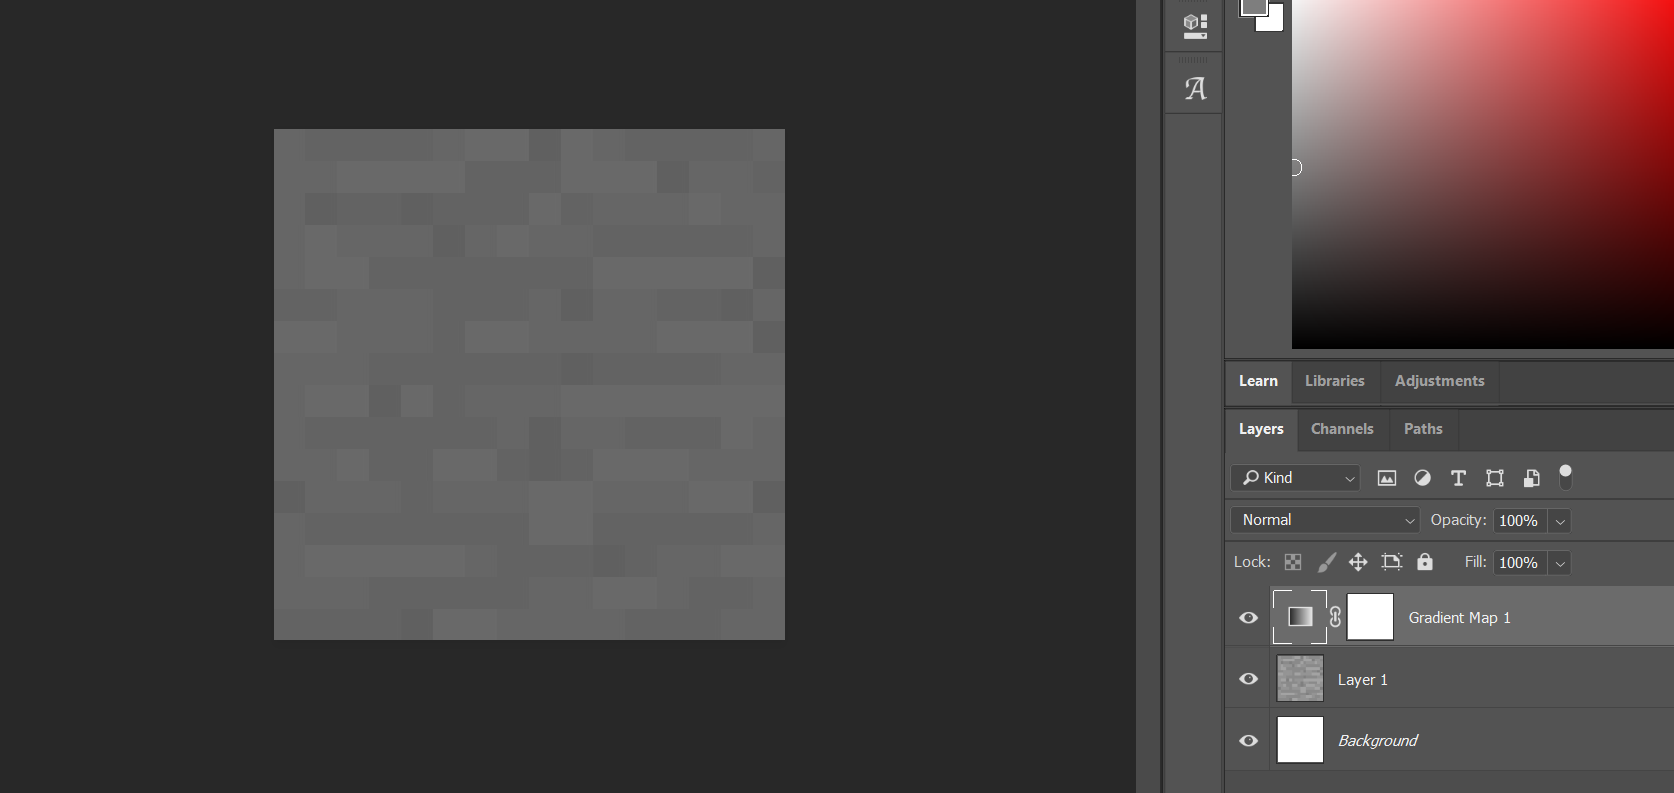 A
Learn Libraries Adjustments
Layers Channels Paths
Kind T
Normal Opacity: 100%
Lock: Fill: 100%
Gradient Map 1
Layer 1
Background